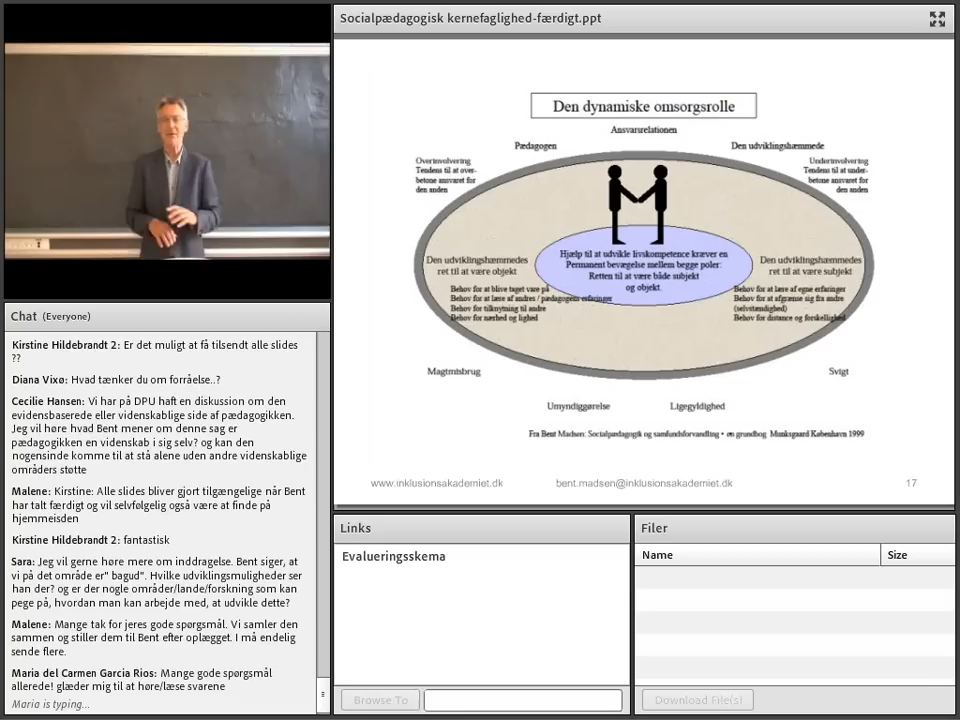 Socialpædagogisk kernefaglighed-færdigt.ppt
Den dynamiske omsorgsrolle
Ansvarsrelationen
Pædagogen
Den udviklingshæmmede
Overinvolvering
Tendens til at over-
betone ansvaret for
den anden
Underinvolvering
Tendens til at under-
betone ansvaret for
den anden
Hjælp til at udvikle livskompetence kræver en
Permanent bevægelse mellem begge poler:
Retten til at være både subjekt
og objekt.
Den udviklingshæmmedes
ret til at være objekt
Behov for at blive taget vare på
Behov for at lære af andres / pædagogens erfaringer
Behov for tilknytning til andre
Behov for nærhed og lighed
Den udviklingshæmmedes
ret til at være subjekt
Behov for at lære af egne erfaringer
Behov for at afgrænse sig fra andre
(selvstændighed)
Behov for distance og forskellighed
Magtmisbrug
Svigt
Umyndiggørelse
Ligegyldighed
Fra Bent Madsen: Socialpædagogik og samfundsforvandling • en grundbog Munksgaard København 1999
www.inklusionsakademiet.dk
bent.madsen@inklusionsakademiet.dk
17
Chat (Everyone)
Kirstine Hildebrandt 2: Er det muligt at få tilsendt alle slides
??
Diana Vixø: Hvad tænker du om forråelse..?
Cecilie Hansen: Vi har på DPU haft en diskussion om den
evidensbaserede eller videnskablige side af pædagogikken.
Jeg vil gerne høre hvad Bent mener om denne sag er
pædagogikken en videnskab i sig selv? og kan den
nogensinde komme til at stå alene uden andre videnskablige
områders støtte
Malene: Kirstine: Alle slides bliver gjort tilgængelige når Bent
har talt færdigt og vil selvfølgelig også være at finde på
hjemmeisden
Kirstine Hildebrandt 2: fantastisk
Sara: Jeg vil gerne høre mere om inddragelse. Bent siger, at
vi på det område er" bagud". Hvilke udviklingsmuligheder ser
han der? og er der nogle områder/lande/forskning som kan
pege på, hvordan man kan arbejde med, at udvikle dette?
Malene: Mange tak for jeres gode spørgsmål. Vi samler den
sammen og stiller dem til Bent efter oplægget. I må endelig
sende flere.
Maria del Carmen Garcia Rios: Mange gode spørgsmål
allerede! glæder mig til at høre/læse svarene
Maria is typing...
Links
Evalueringsskema
Browse To
Filer
Name
Size
Download File(s)